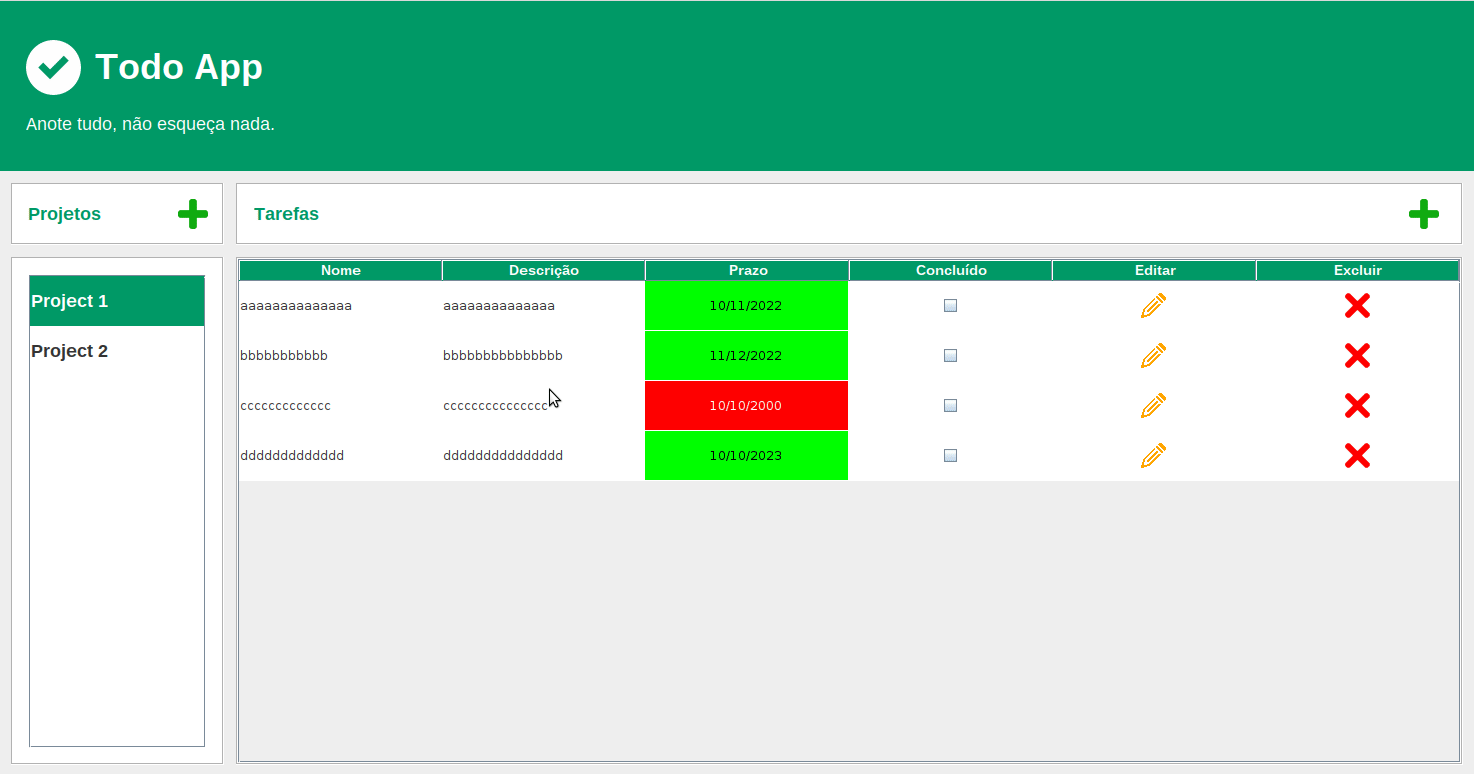 Todo App
Anote tudo, não esqueça nada.
Projetos
Tarefas
Project 1
Project 2
Nome Descrição Prazo Concluído Editar Excluir
aaaaaaaaaaaaaa aaaaaaaaaaaaaa 10/11/2022
bbbbbbbbbbb bbbbbbbbbbbbbbb 11/12/2022
ccccccccccccc ccccccccccccccc 10/10/2000
ddddddddddddd ddddddddddddddd 10/10/2023